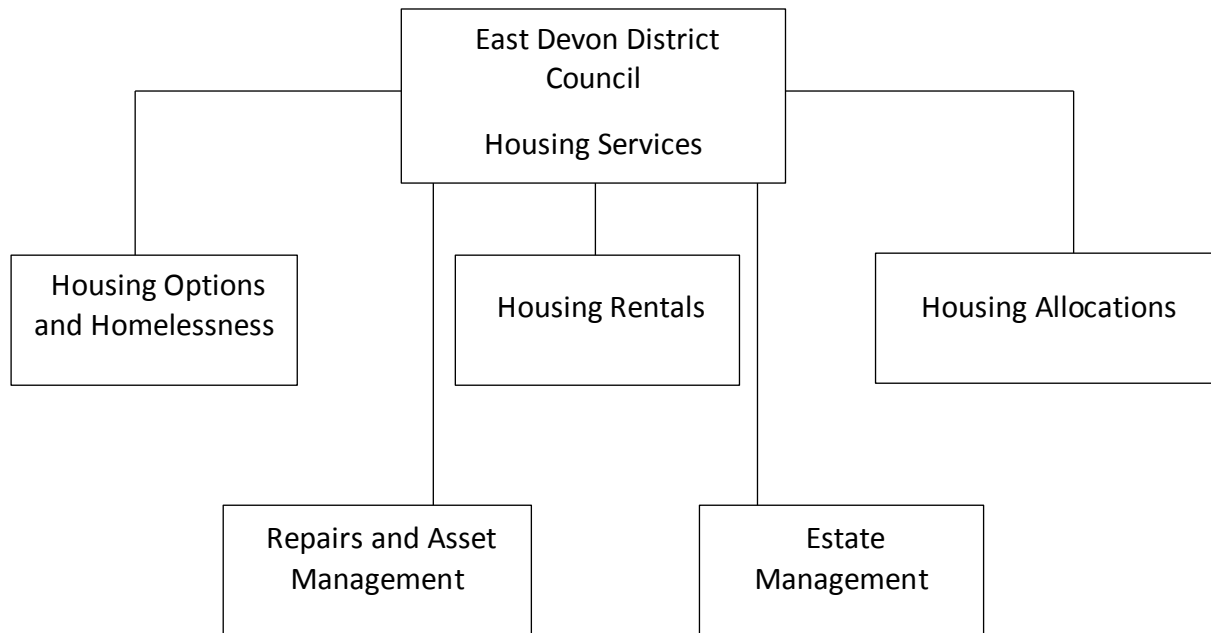 East Devon District
Council
Housing Services
Housing Options
and Homelessness
Housing Rentals
Housing Allocations
Repairs and Asset
Management
Estate
Management